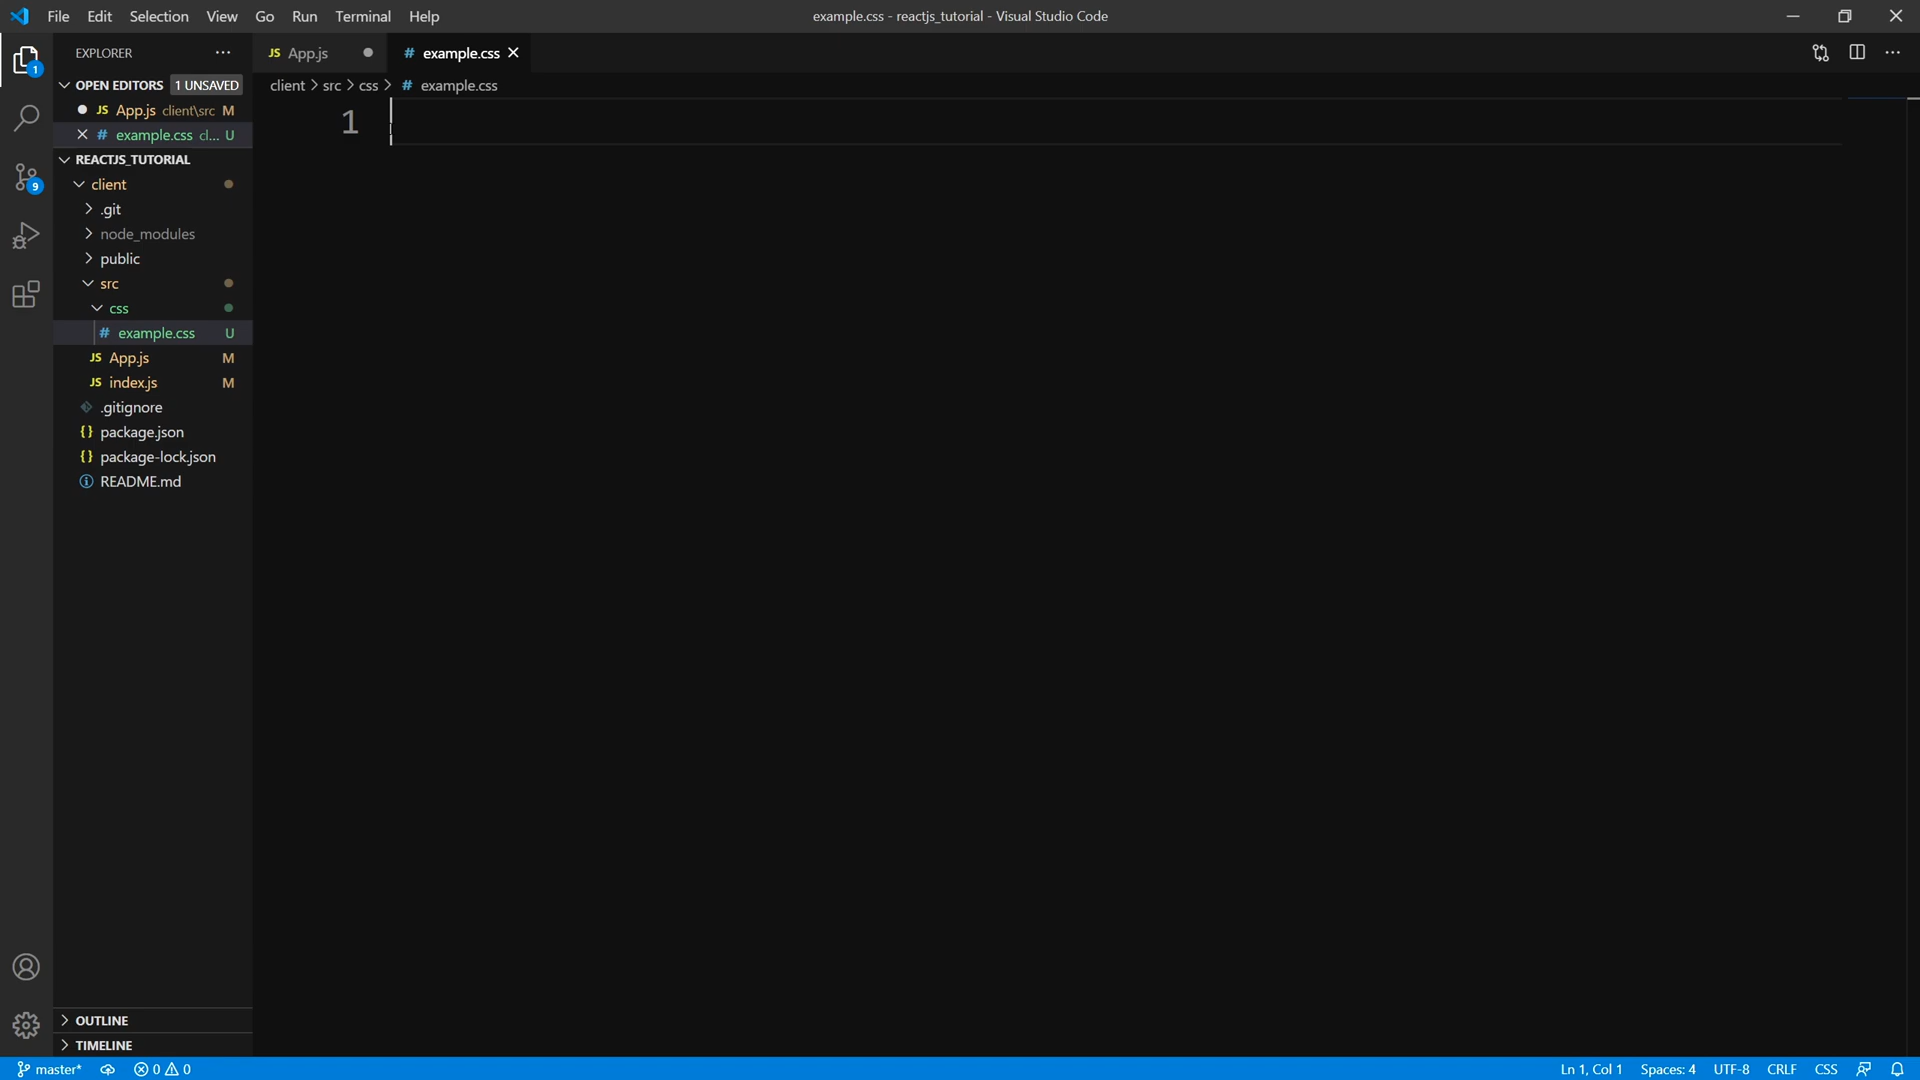 File Edit Selection View Go Run Terminal Help
example.css - reactjs_tutorial - Visual Studio Code
EXPLORER
JS App.js
# example.css
OPEN EDITORS 1 UNSAVED
client > src > css > # example.css
JS App.js client\src M
# example.css cl... U
1
REACTJS_TUTORIAL
client
.git
node_modules
public
src
css
# example.css U
JS App.js M
JS index.js M
.gitignore
{} package.json
{} package-lock.json
README.md
1
9
OUTLINE
TIMELINE
master* 0 0
Ln 1, Col 1 Spaces: 4 UTF-8 CRLF CSS